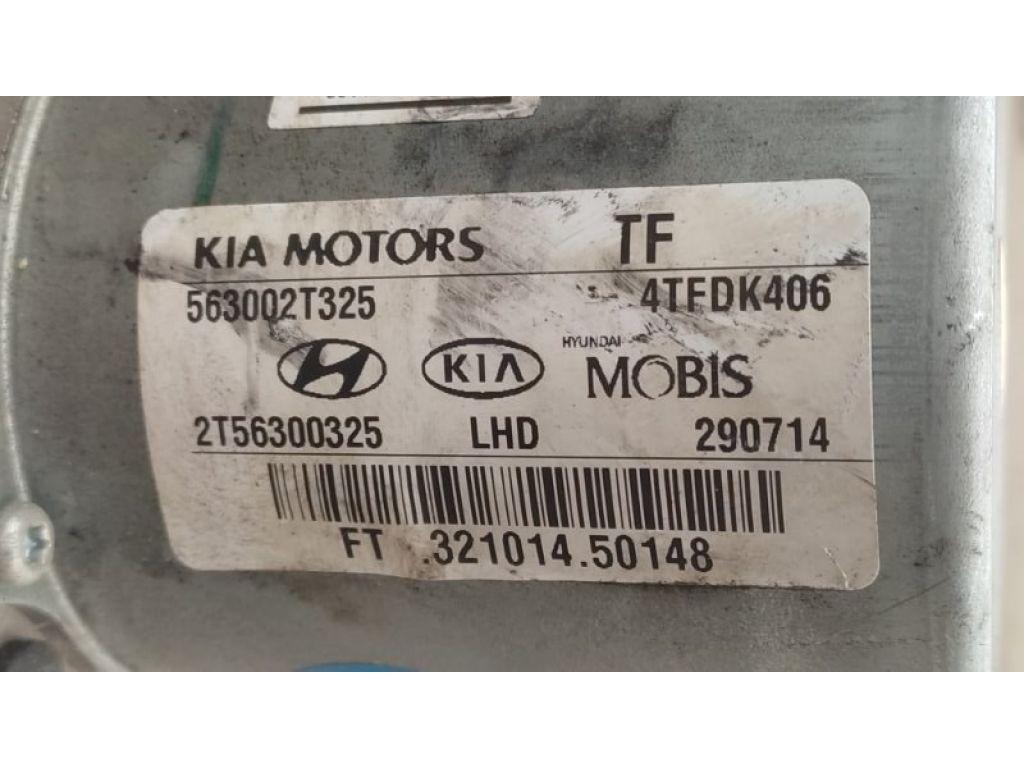 KIA MOTORS TF
563002T325 4TFDK406
KIA HYUNDAI MOBIS
2T56300325 LHD 290714
FT .321014.50148